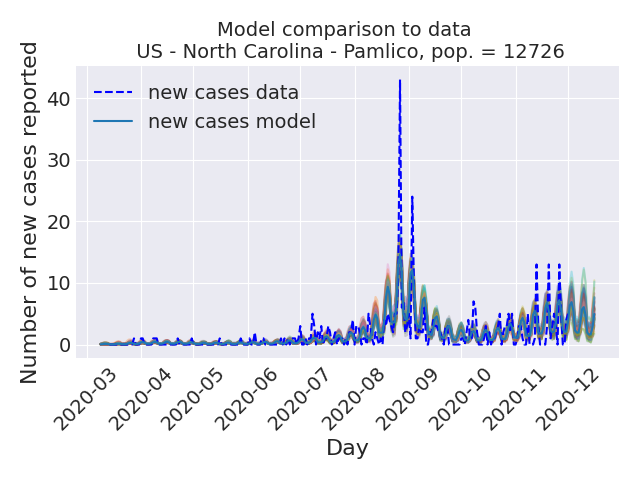 Model comparison to data
US - North Carolina - Pamlico, pop. = 12726
Number of new cases reported
40
30
20
10
0
new cases data
new cases model
2020-03
2020-04
2020-05
2020-06
2020-07
2020-08
2020-09
2020-10
2020-11
2020-12
Day